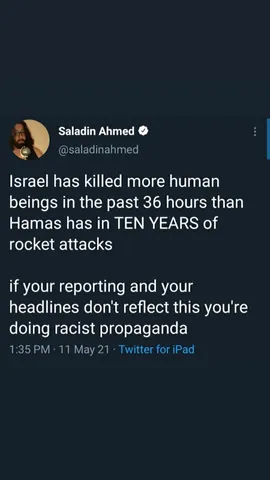 Saladin Ahmed
@saladinahmed
Israel has killed more human
beings in the past 36 hours than
Hamas has in TEN YEARS of
rocket attacks
if your reporting and your
headlines don't reflect this you're
doing racist propaganda
1:35 PM · 11 May 21 · Twitter for iPad